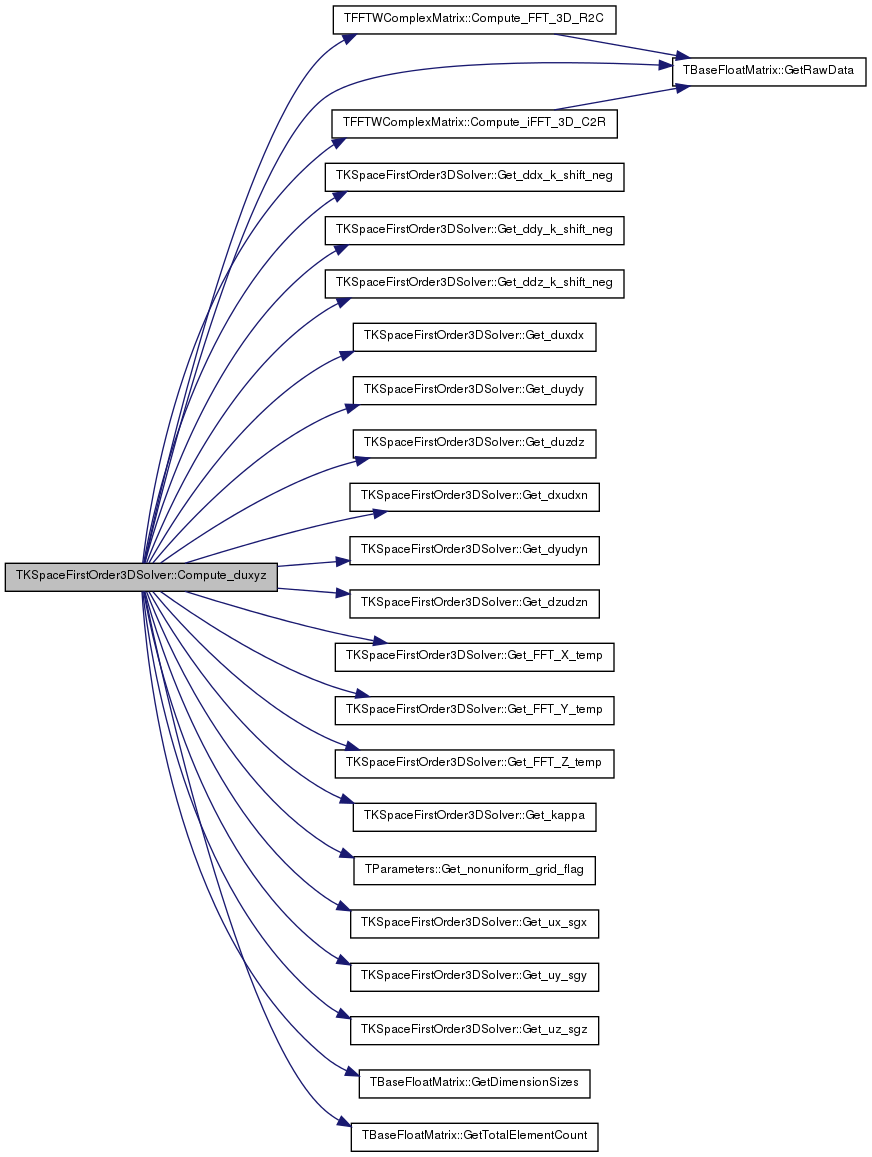 TFFTWComplexMatrix::Compute_FFT_3D_R2C
TBaseFloatMatrix::GetRawData
TFFTWComplexMatrix::Compute_iFFT_3D_C2R
TKSpaceFirstOrder3DSolver::Get_ddx_k_shift_neg
TKSpaceFirstOrder3DSolver::Get_ddy_k_shift_neg
TKSpaceFirstOrder3DSolver::Get_ddz_k_shift_neg
TKSpaceFirstOrder3DSolver::Get_duxdx
TKSpaceFirstOrder3DSolver::Get_duydy
TKSpaceFirstOrder3DSolver::Get_duzdz
TKSpaceFirstOrder3DSolver::Get_dxudxn
TKSpaceFirstOrder3DSolver::Get_dyudyn
TKSpaceFirstOrder3DSolver::Compute_duxyz
TKSpaceFirstOrder3DSolver::Get_dzudzn
TKSpaceFirstOrder3DSolver::Get_FFT_X_temp
TKSpaceFirstOrder3DSolver::Get_FFT_Y_temp
TKSpaceFirstOrder3DSolver::Get_FFT_Z_temp
TKSpaceFirstOrder3DSolver::Get_kappa
TParameters::Get_nonuniform_grid_flag
TKSpaceFirstOrder3DSolver::Get_ux_sgx
TKSpaceFirstOrder3DSolver::Get_uy_sgy
TKSpaceFirstOrder3DSolver::Get_uz_sgz
TBaseFloatMatrix::GetDimensionSizes
TBaseFloatMatrix::GetTotalElementCount